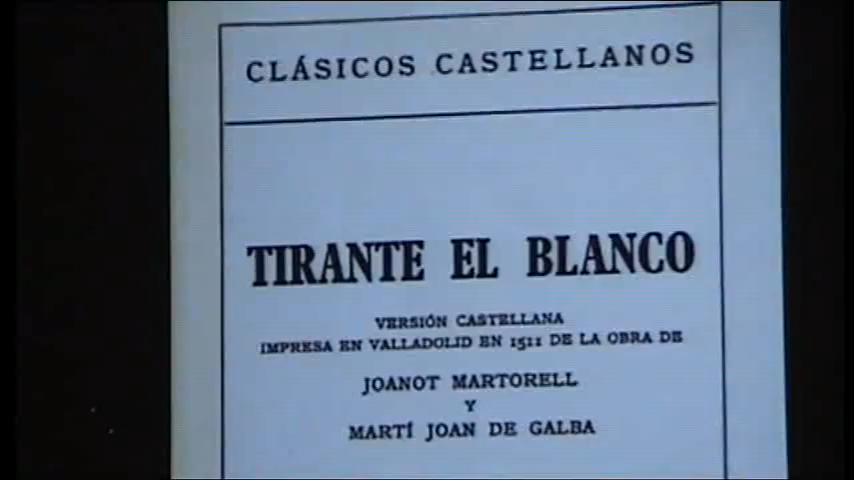 CLÁSICOS CASTELLANOS
TIRANTE EL BLANCO
VERSIÓN CASTELLANA
IMPRESA EN VALLADOLID EN 1511 DE LA OBRA DE
JOANOT MARTORELL
Y
MARTÍ JOAN DE GALBA